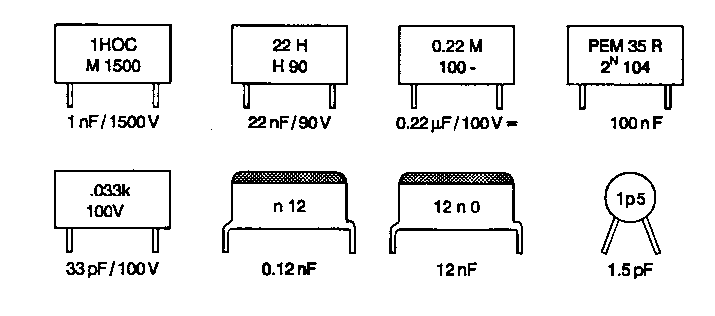 1HOC
M 1500
1 nF / 1500 V
22 H
H 90
22 nF / 90 V
0.22 M
100 -
0.22 µF / 100 V =
PEM 35 R
2N 104
100 n F
.033k
100V
33 pF / 100 V
n 12
0.12 nF
12 n 0
12 nF
1p5
1.5 pF